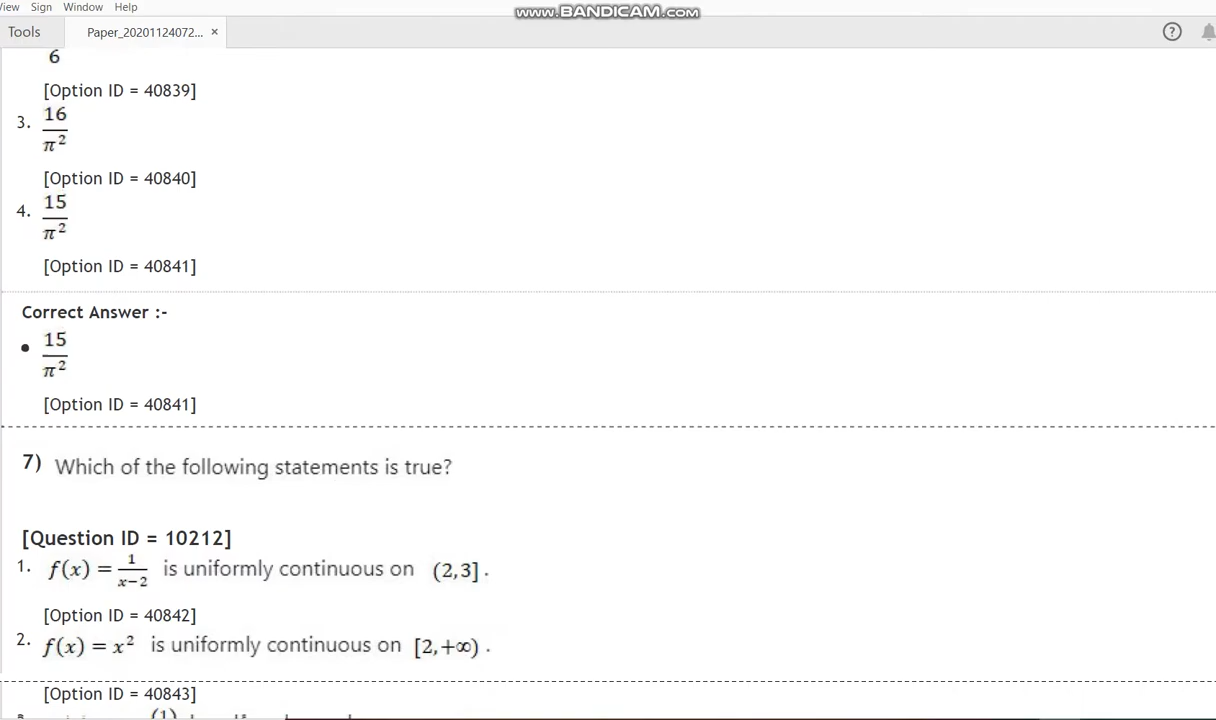 www.BANDICAM.com
View Sign Window Help
Tools Paper_20201124072... × ?
6
[Option ID = 40839]
3. 16/π²
[Option ID = 40840]
4. 15/π²
[Option ID = 40841]
Correct Answer :-
• 15/π²
[Option ID = 40841]
7) Which of the following statements is true?
[Question ID = 10212]
1. f(x) = 1/(x−2) is uniformly continuous on (2,3] .
[Option ID = 40842]
2. f(x) = x² is uniformly continuous on [2,+∞) .
[Option ID = 40843]